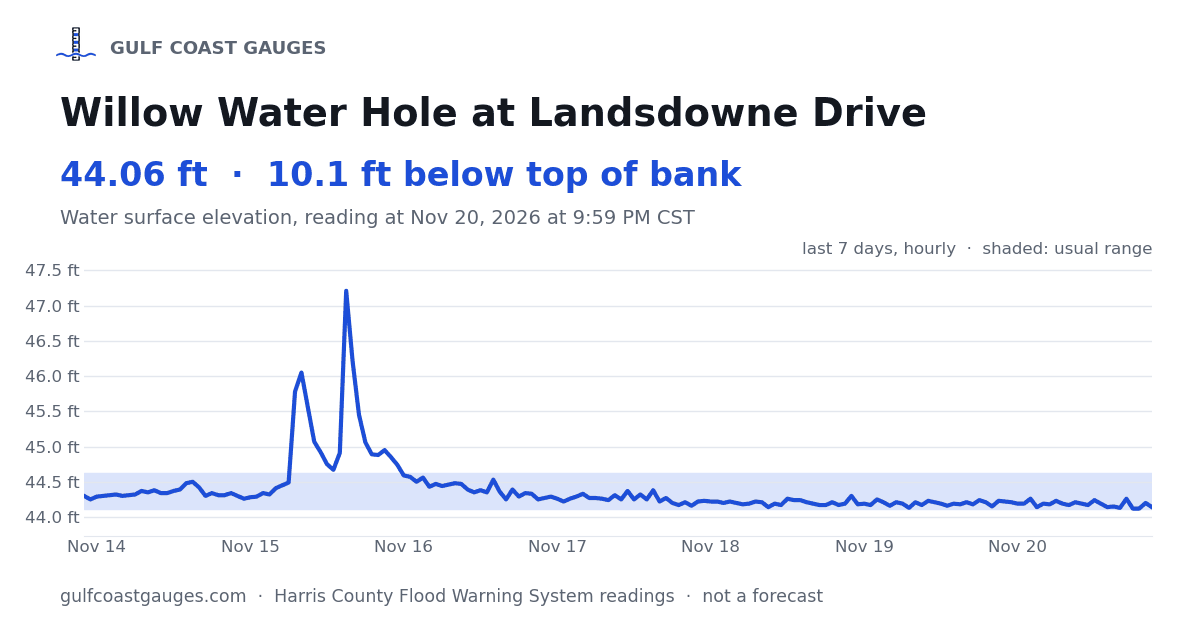 GULF COAST GAUGES
Willow Water Hole at Landsdowne Drive
44.06 ft · 10.1 ft below top of bank
Water surface elevation, reading at Nov 20, 2026 at 9:59 PM CST
last 7 days, hourly · shaded: usual range
47.5 ft
47.0 ft
46.5 ft
46.0 ft
45.5 ft
45.0 ft
44.5 ft
44.0 ft
Nov 14 Nov 15 Nov 16 Nov 17 Nov 18 Nov 19 Nov 20
gulfcoastgauges.com · Harris County Flood Warning System readings · not a forecast